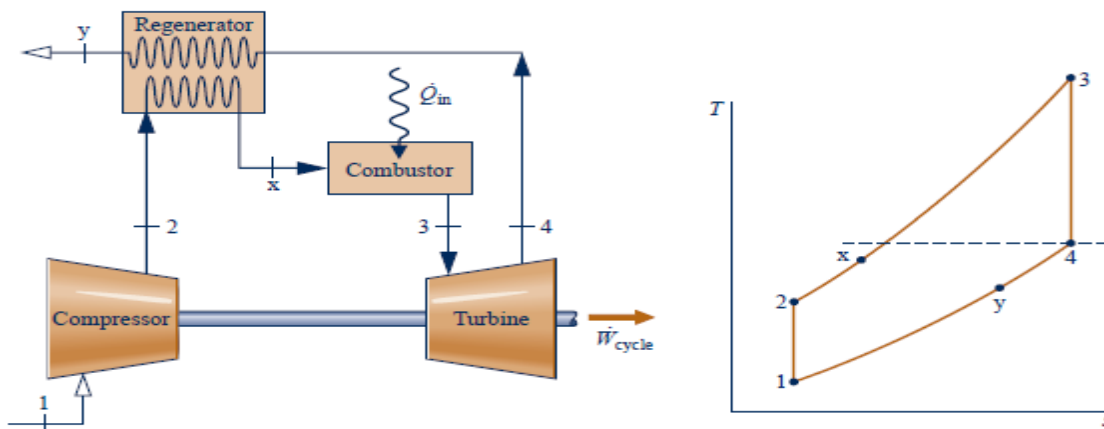 Regenerator
y
Q̇in
x
Combustor
2
3
4
Compressor
Turbine
Ẇcycle
1
T
3
x
4
2
y
1